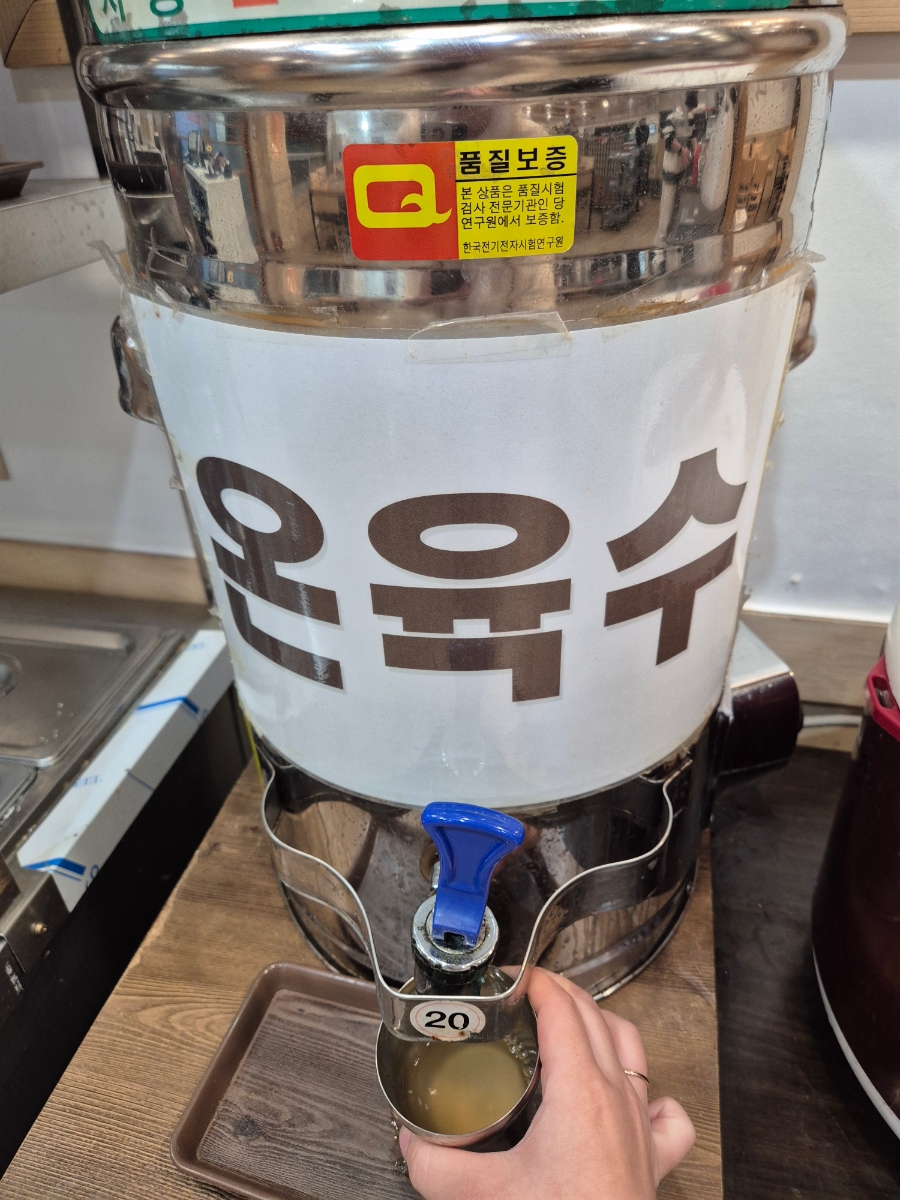 Q
품질보증
본 상품은 품질시험
검사 전문기관인 당
연구원에서 보증함.
한국전기전자시험연구원
온육수
20